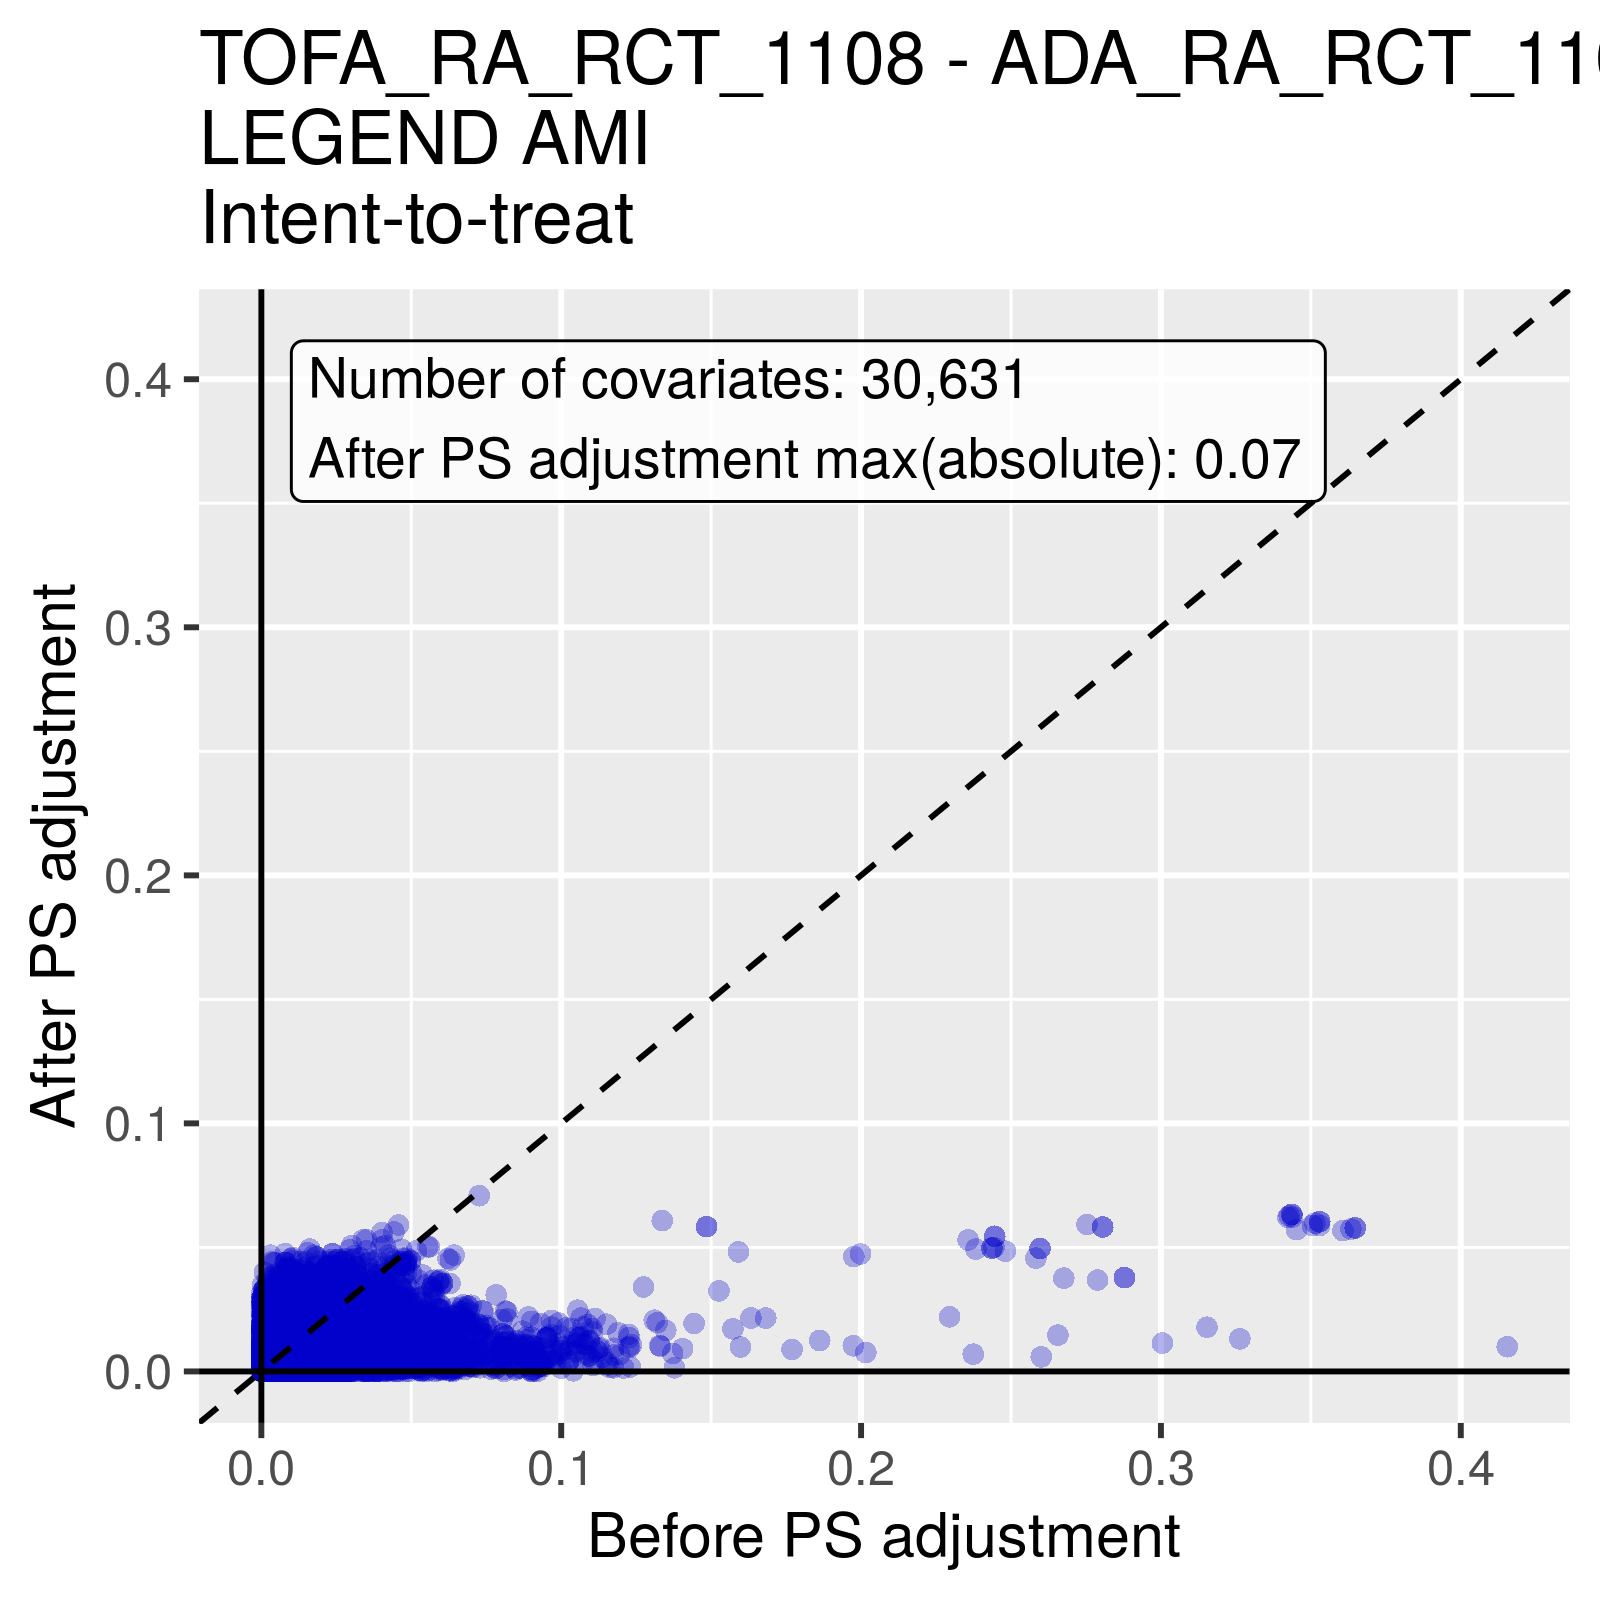 TOFA_RA_RCT_1108 - ADA_RA_RCT_11
LEGEND AMI
Intent-to-treat
Number of covariates: 30,631
After PS adjustment max(absolute): 0.07
After PS adjustment
0.4
0.3
0.2
0.1
0.0
0.0 0.1 0.2 0.3 0.4
Before PS adjustment